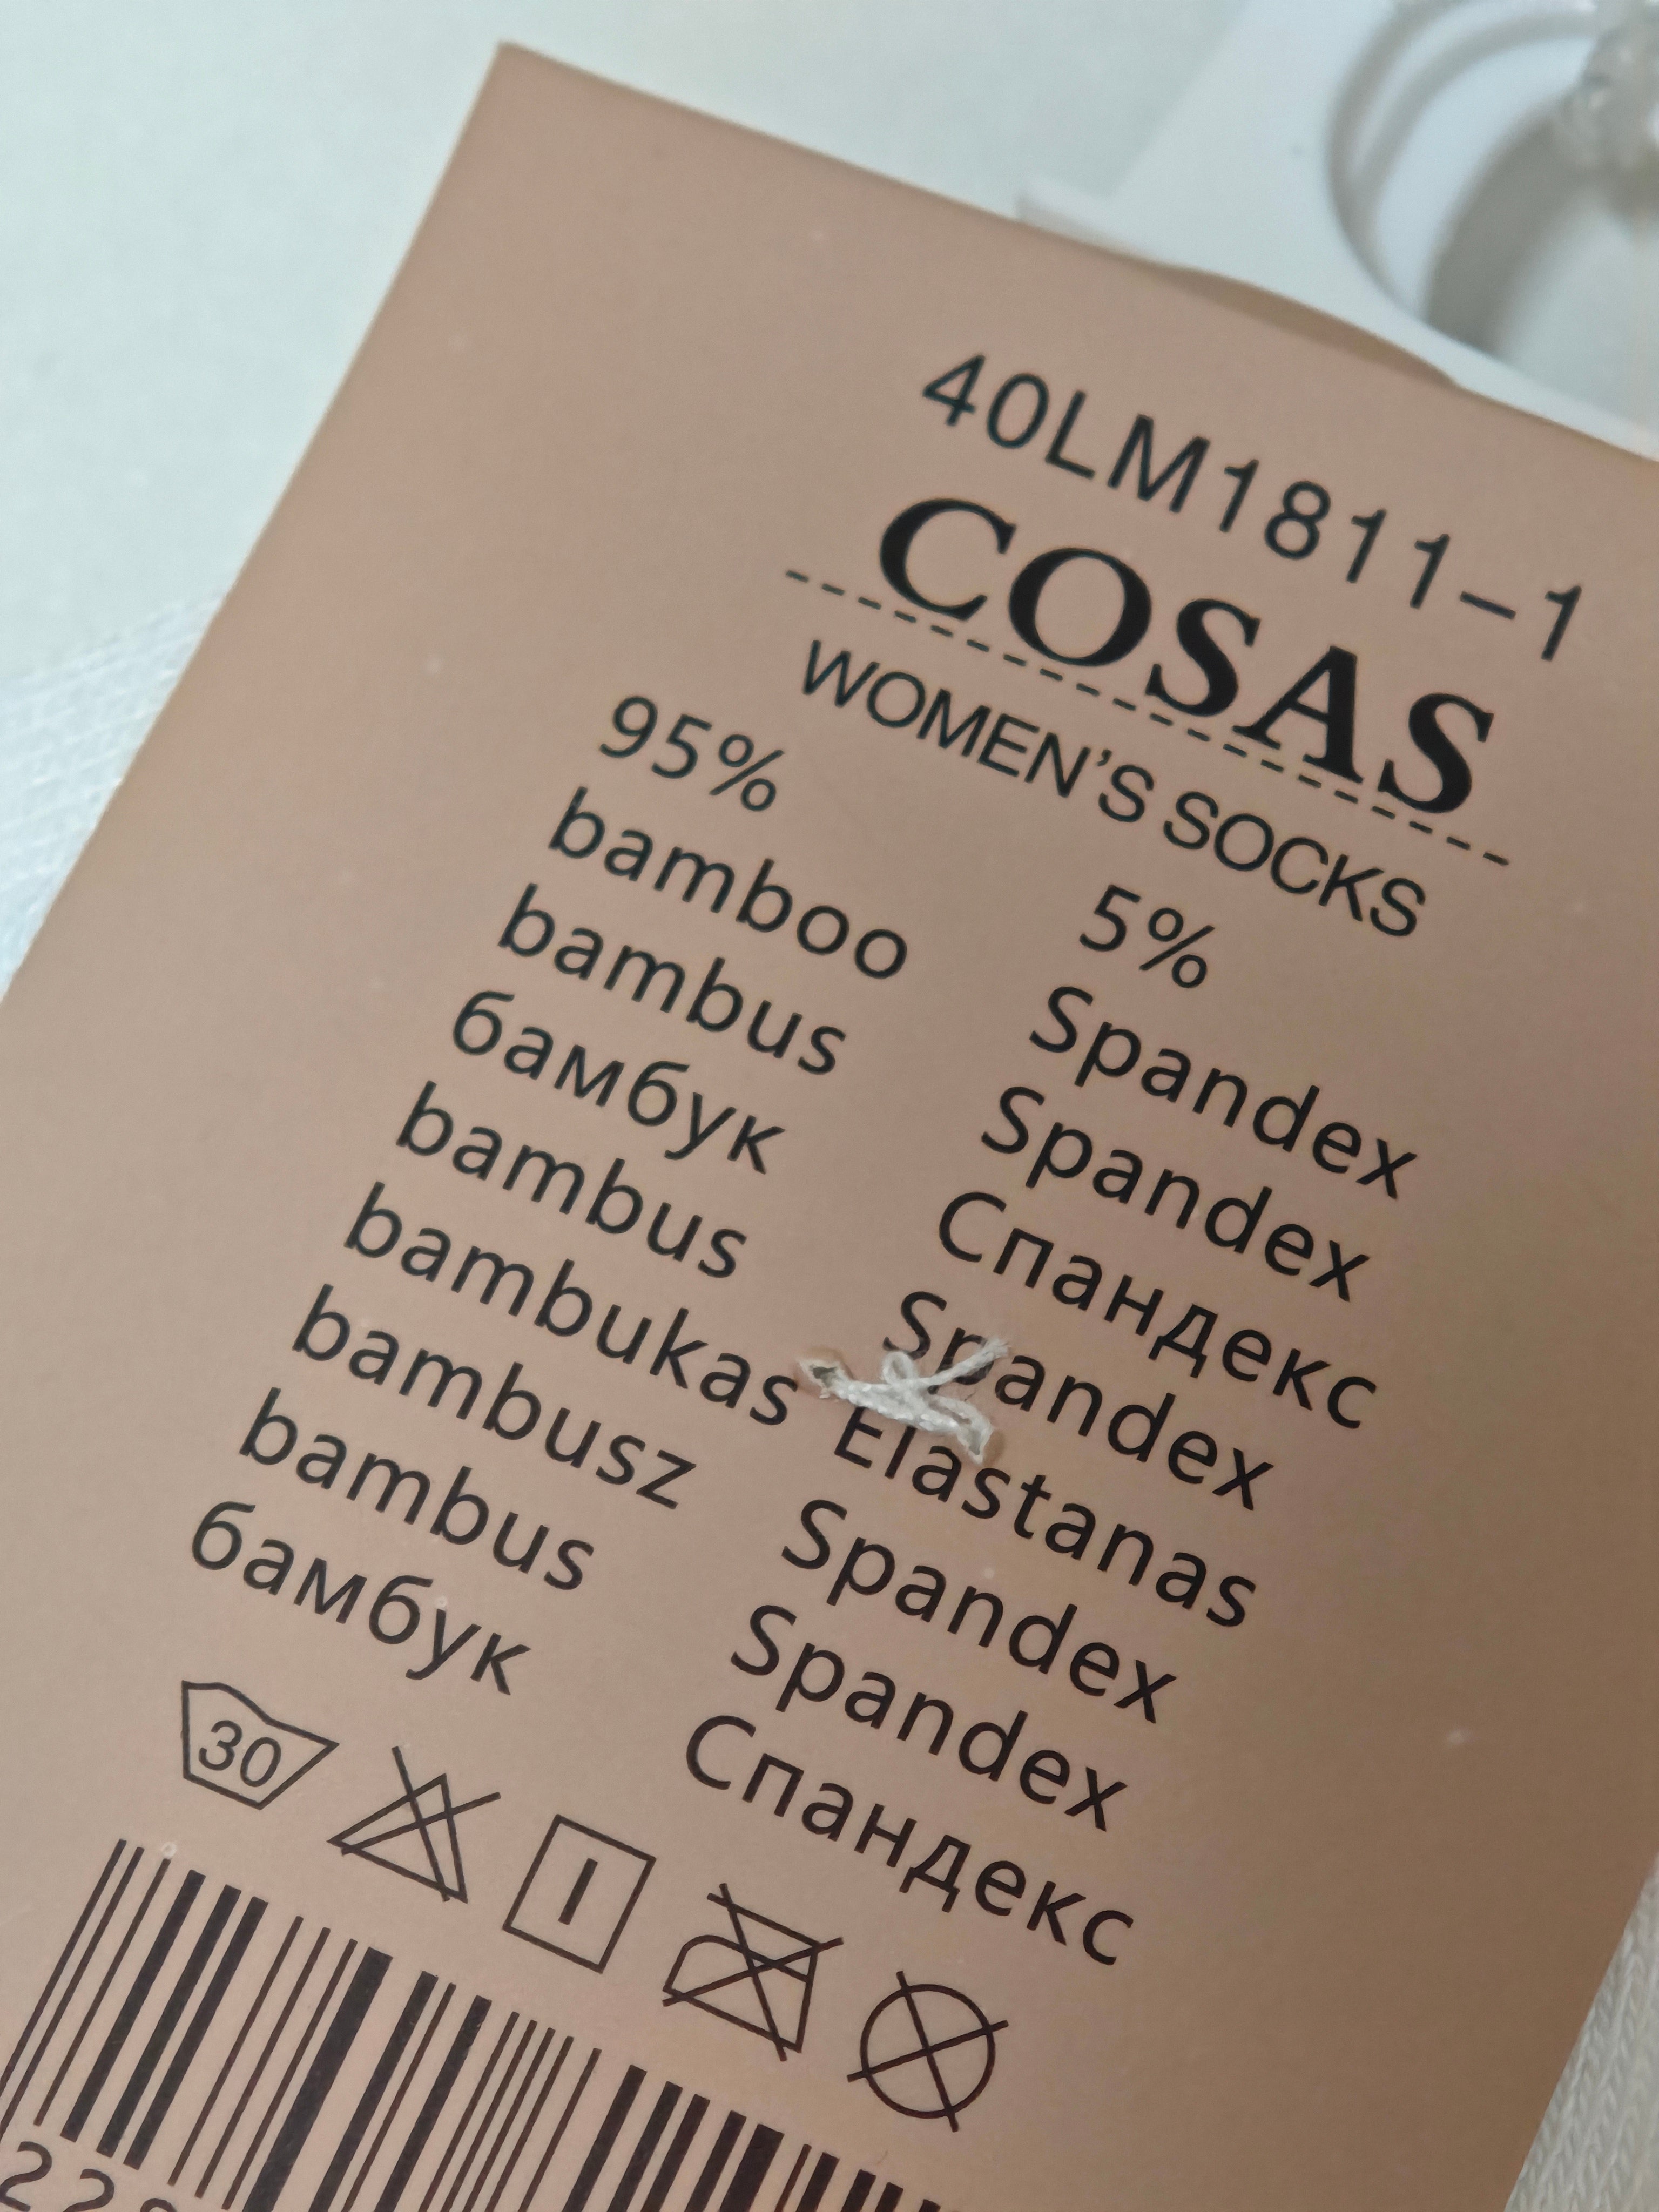 40LM1811-1
COSAS
WOMEN'S SOCKS
95% 5%
bamboo Spandex
bambus Spandex
бамбук Спандекс
bambus Spandex
bambukas Elastanas
bambusz Spandex
bambus Spandex
бамбук Спандекс
30